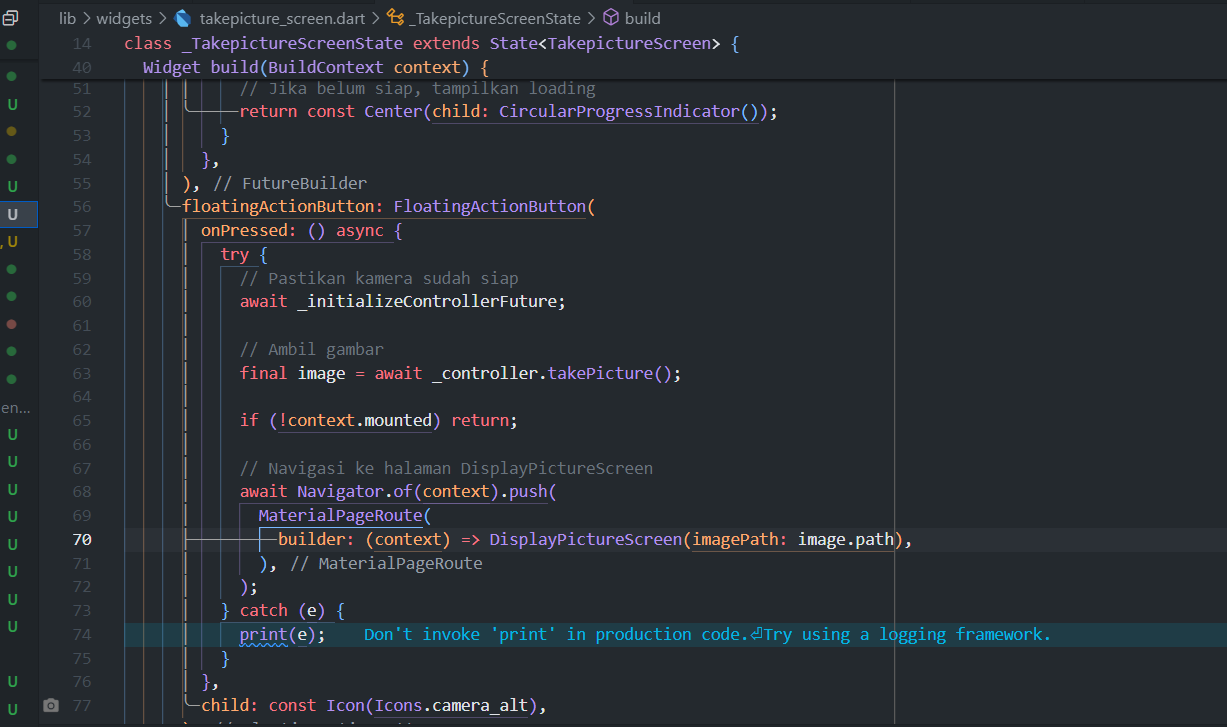 lib > widgets > takepicture_screen.dart > _TakepictureScreenState > build
14 class _TakepictureScreenState extends State<TakepictureScreen> {
40 Widget build(BuildContext context) {
51 // Jika belum siap, tampilkan loading
52 return const Center(child: CircularProgressIndicator());
53 }
54 },
55 ), // FutureBuilder
56 floatingActionButton: FloatingActionButton(
57 onPressed: () async {
58 try {
59 // Pastikan kamera sudah siap
60 await _initializeControllerFuture;
61
62 // Ambil gambar
63 final image = await _controller.takePicture();
64
65 if (!context.mounted) return;
66
67 // Navigasi ke halaman DisplayPictureScreen
68 await Navigator.of(context).push(
69 MaterialPageRoute(
70 builder: (context) => DisplayPictureScreen(imagePath: image.path),
71 ), // MaterialPageRoute
72 );
73 } catch (e) {
74 print(e); Don't invoke 'print' in production code.⏎Try using a logging framework.
75 }
76 },
77 child: const Icon(Icons.camera_alt),
U
U
U
, U
en...
U
U
U
U
U
U
U
U
U
U